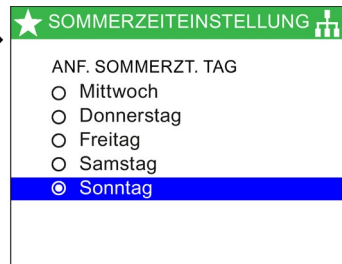 SOMMERZEITEINSTELLUNG
ANF. SOMMERZT. TAG
Mittwoch
Donnerstag
Freitag
Samstag
Sonntag